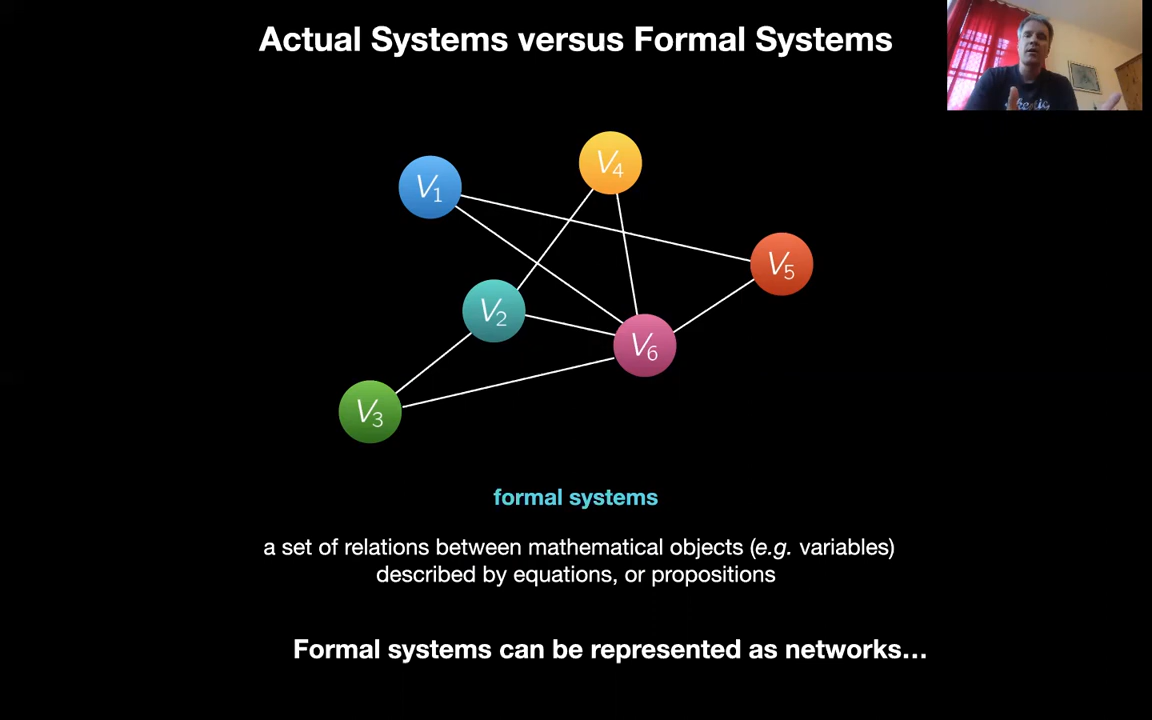 Actual Systems versus Formal Systems
V4
V1
V5
V2
V6
V3
formal systems
a set of relations between mathematical objects (e.g. variables)
described by equations, or propositions
Formal systems can be represented as networks…